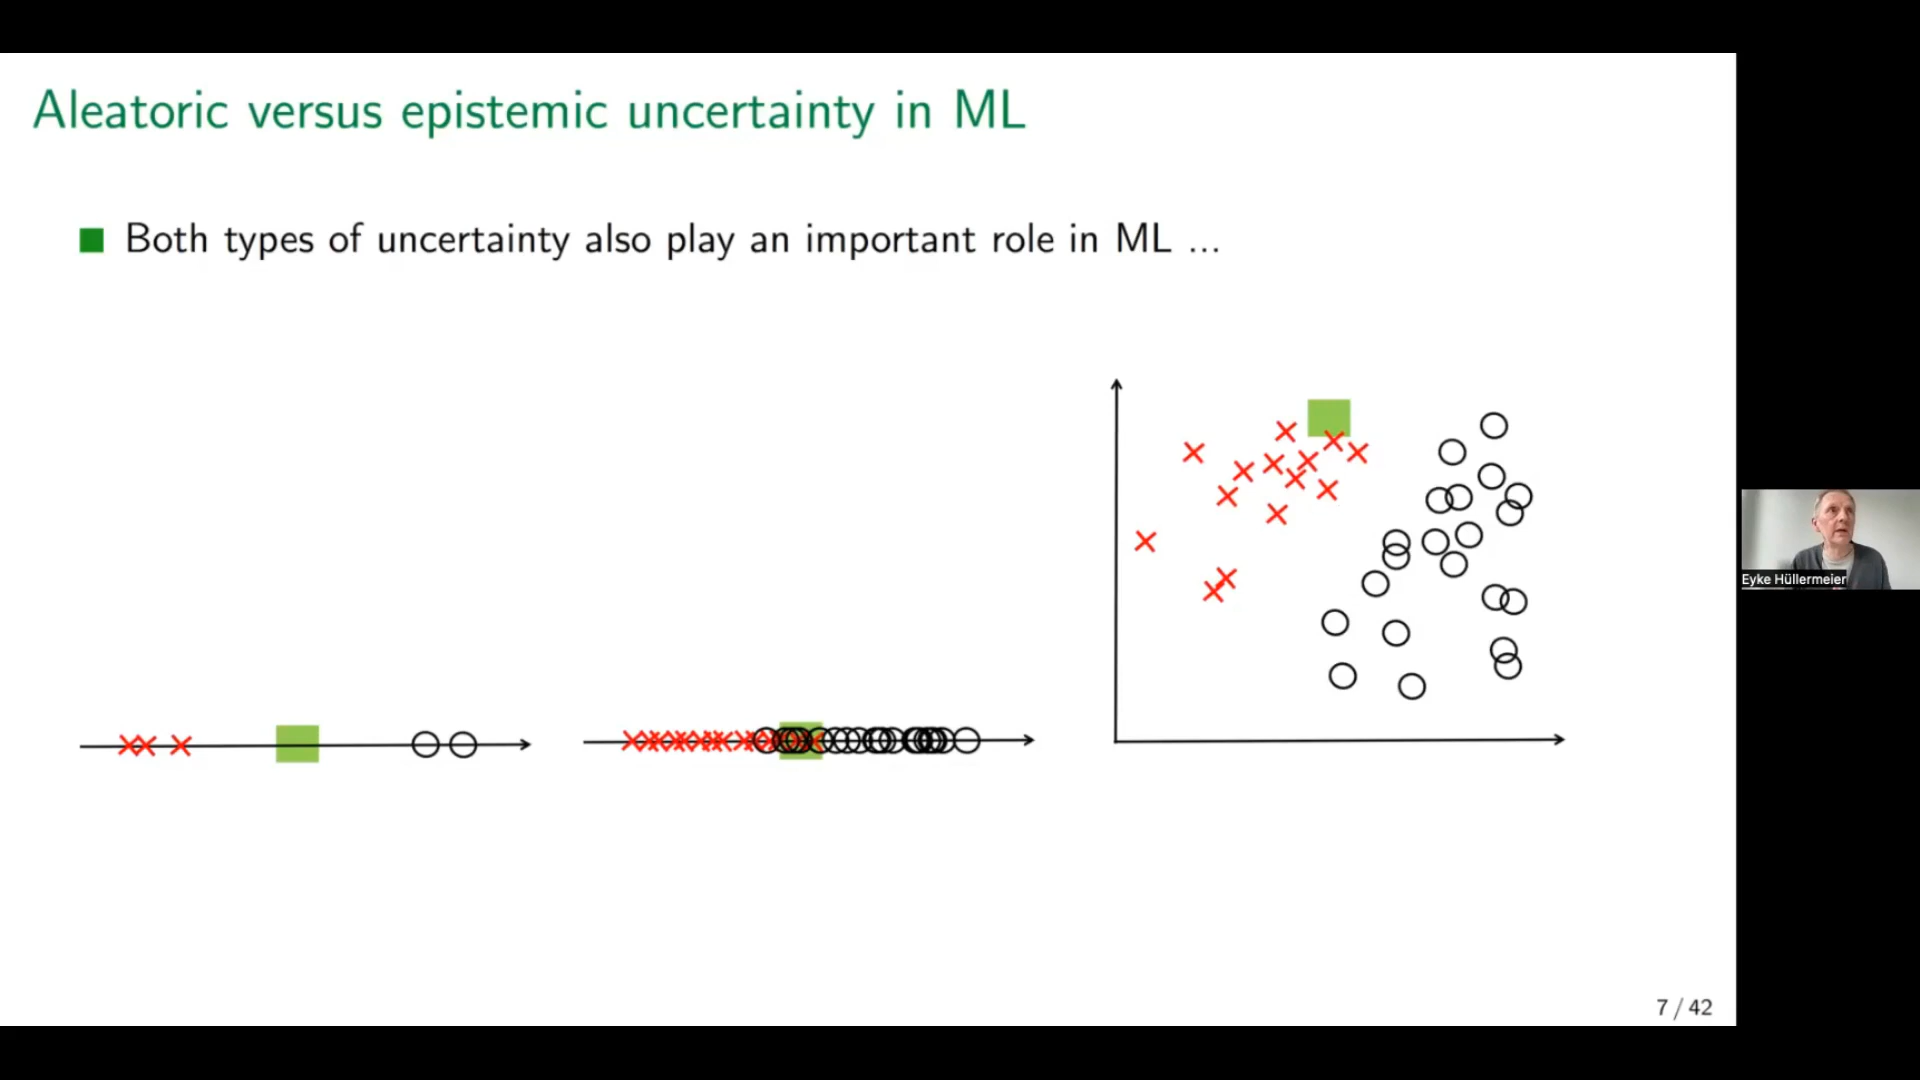 Aleatoric versus epistemic uncertainty in ML
Both types of uncertainty also play an important role in ML ...
Eyke Hüllermeier
7 / 42